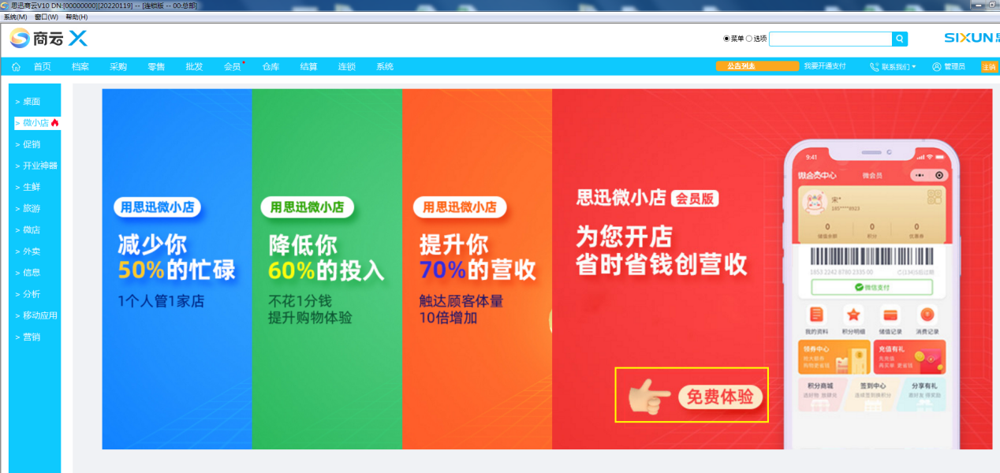 思迅商云V10 DN:[00000000][20220119] -- [连锁版 -- 00:总部]
系统(M) 窗口(W) 帮助(H)
商云X
菜单 选项
SIXUN
首页 档案 采购 零售 批发 会员 仓库 结算 连锁 系统
公告列表 我要开通支付 联系我们 管理员 注销
> 桌面
> 微小店
> 促销
> 开业神器
> 生鲜
> 旅游
> 微店
> 外卖
> 信息
> 分析
> 移动应用
> 营销
用思迅微小店
减少你
50%的忙碌
1个人管1家店
用思迅微小店
降低你
60%的投入
不花1分钱
提升购物体验
用思迅微小店
提升你
70%的营收
触达顾客体量
10倍增加
思迅微小店 会员版
为您开店
省时省钱创营收
免费体验
9:41
微会员中心 微会员
宋*
185****8923
0 0 0
储值余额 积分 优惠券
1853 2242 8780 2335 00
微信支付
我的资料 积分明细 储值记录 消费记录
领券中心
充值有礼
积分商城 签到中心 分享有礼